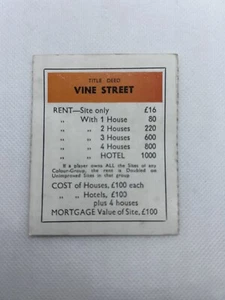 TITLE DEED
VINE STREET
RENT—Site only £16
„ With 1 House 80
„ „ 2 Houses 220
„ „ 3 Houses 600
„ „ 4 Houses 800
„ „ HOTEL 1000
If a player owns ALL the Sites of any
Colour-Group, the rent is Doubled on
Unimproved Sites in that group
COST of Houses, £100 each
„ „ Hotels, £100
plus 4 houses
MORTGAGE Value of Site, £100